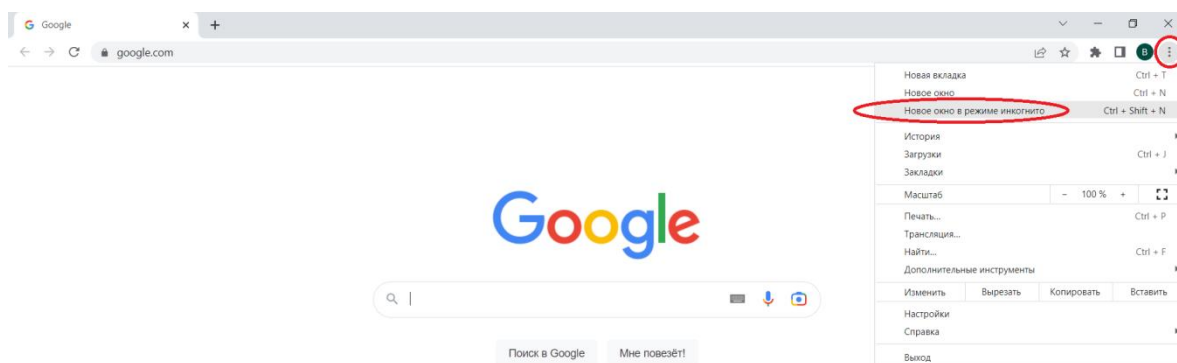 Google
google.com
B
Новая вкладка Ctrl + T
Новое окно Ctrl + N
Новое окно в режиме инкогнито Ctrl + Shift + N
История
Загрузки Ctrl + J
Закладки
Масштаб − 100 % +
Печать... Ctrl + P
Трансляция...
Найти... Ctrl + F
Дополнительные инструменты
Изменить Вырезать Копировать Вставить
Настройки
Справка
Выход
Google
Поиск в Google Мне повезёт!